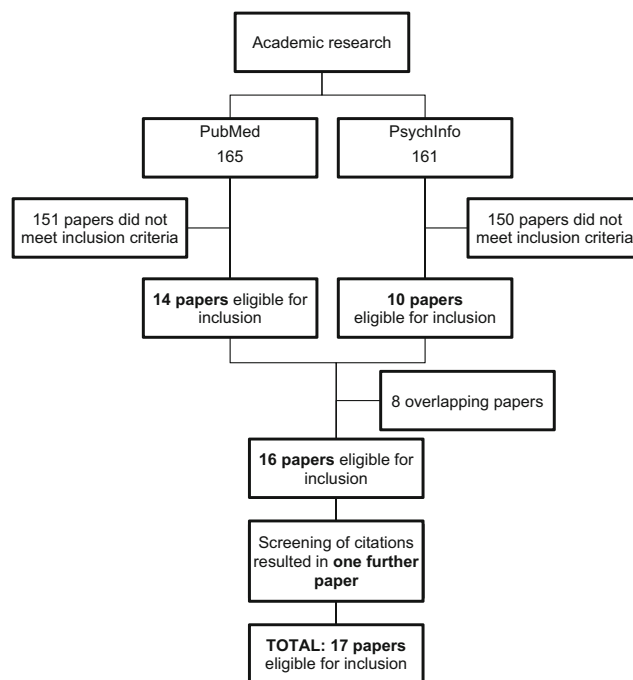 Academic research
PubMed
165
PsychInfo
161
151 papers did not
meet inclusion criteria
150 papers did not
meet inclusion criteria
14 papers eligible for
inclusion
10 papers
eligible for inclusion
8 overlapping papers
16 papers eligible for
inclusion
Screening of citations
resulted in one further
paper
TOTAL: 17 papers
eligible for inclusion